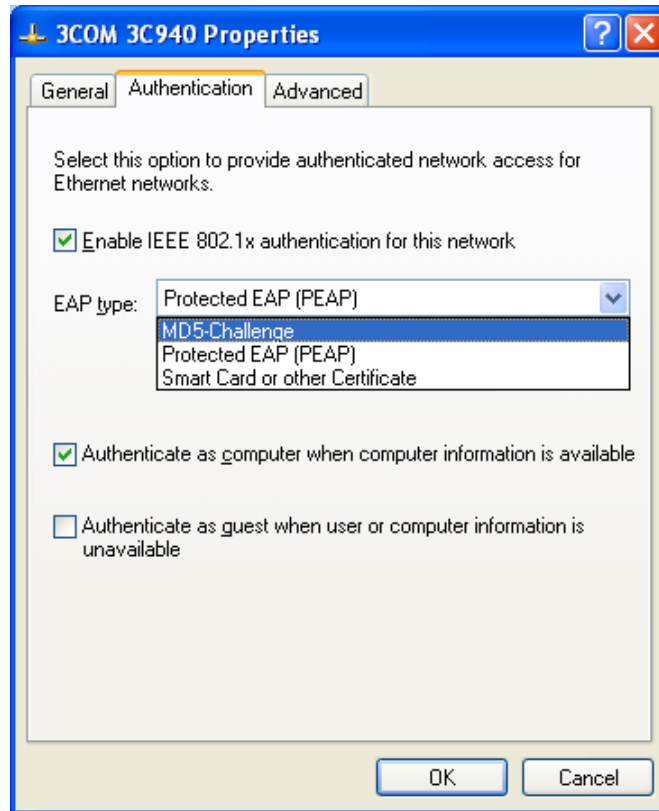 3COM 3C940 Properties
General Authentication Advanced
Select this option to provide authenticated network access for
Ethernet networks.
Enable IEEE 802.1x authentication for this network
EAP type: Protected EAP (PEAP)
MD5-Challenge
Protected EAP (PEAP)
Smart Card or other Certificate
Authenticate as computer when computer information is available
Authenticate as guest when user or computer information is
unavailable
OK Cancel